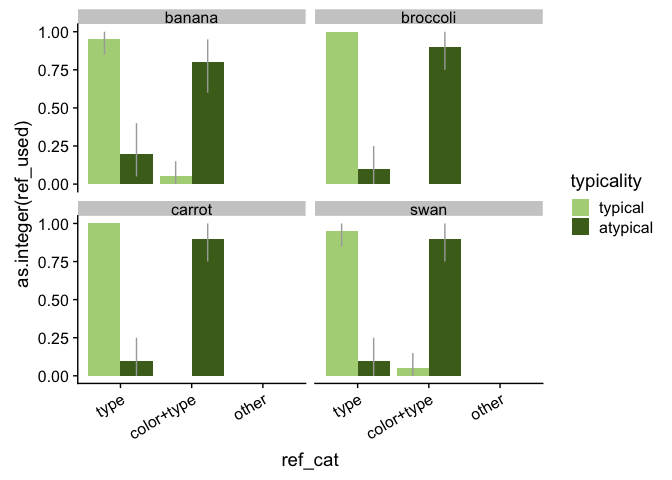 banana
broccoli
1.00
0.75
0.50
0.25
0.00
carrot
swan
1.00
0.75
0.50
0.25
0.00
as.integer(ref_used)
type
color+type
other
type
color+type
other
ref_cat
typicality
typical
atypical